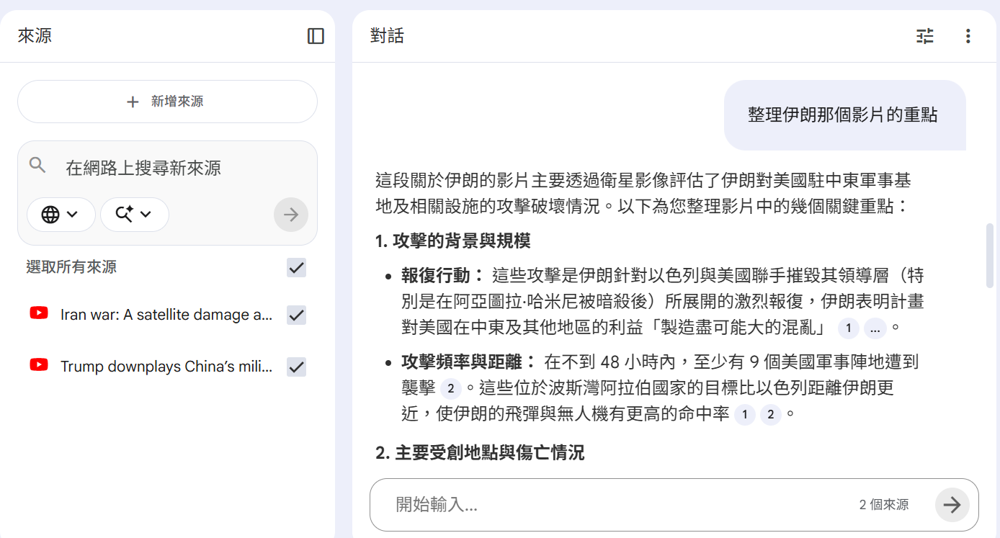 來源
新增來源
在網路上搜尋新來源
選取所有來源
Iran war: A satellite damage a...
Trump downplays China’s mili...
對話
整理伊朗那個影片的重點
這段關於伊朗的影片主要透過衛星影像評估了伊朗對美國駐中東軍事基
地及相關設施的攻擊破壞情況。以下為您整理影片中的幾個關鍵重點：
1. 攻擊的背景與規模
• 報復行動： 這些攻擊是伊朗針對以色列與美國聯手摧毀其領導層（特
別是在阿亞圖拉·哈米尼被暗殺後）所展開的激烈報復，伊朗表明計畫
對美國在中東及其他地區的利益「製造盡可能大的混亂」 1 ... 。
• 攻擊頻率與距離： 在不到 48 小時內，至少有 9 個美國軍事陣地遭到
襲擊 2 。這些位於波斯灣阿拉伯國家的目標比以色列距離伊朗更
近，使伊朗的飛彈與無人機有更高的命中率 1 2 。
2. 主要受創地點與傷亡情況
開始輸入...
2 個來源